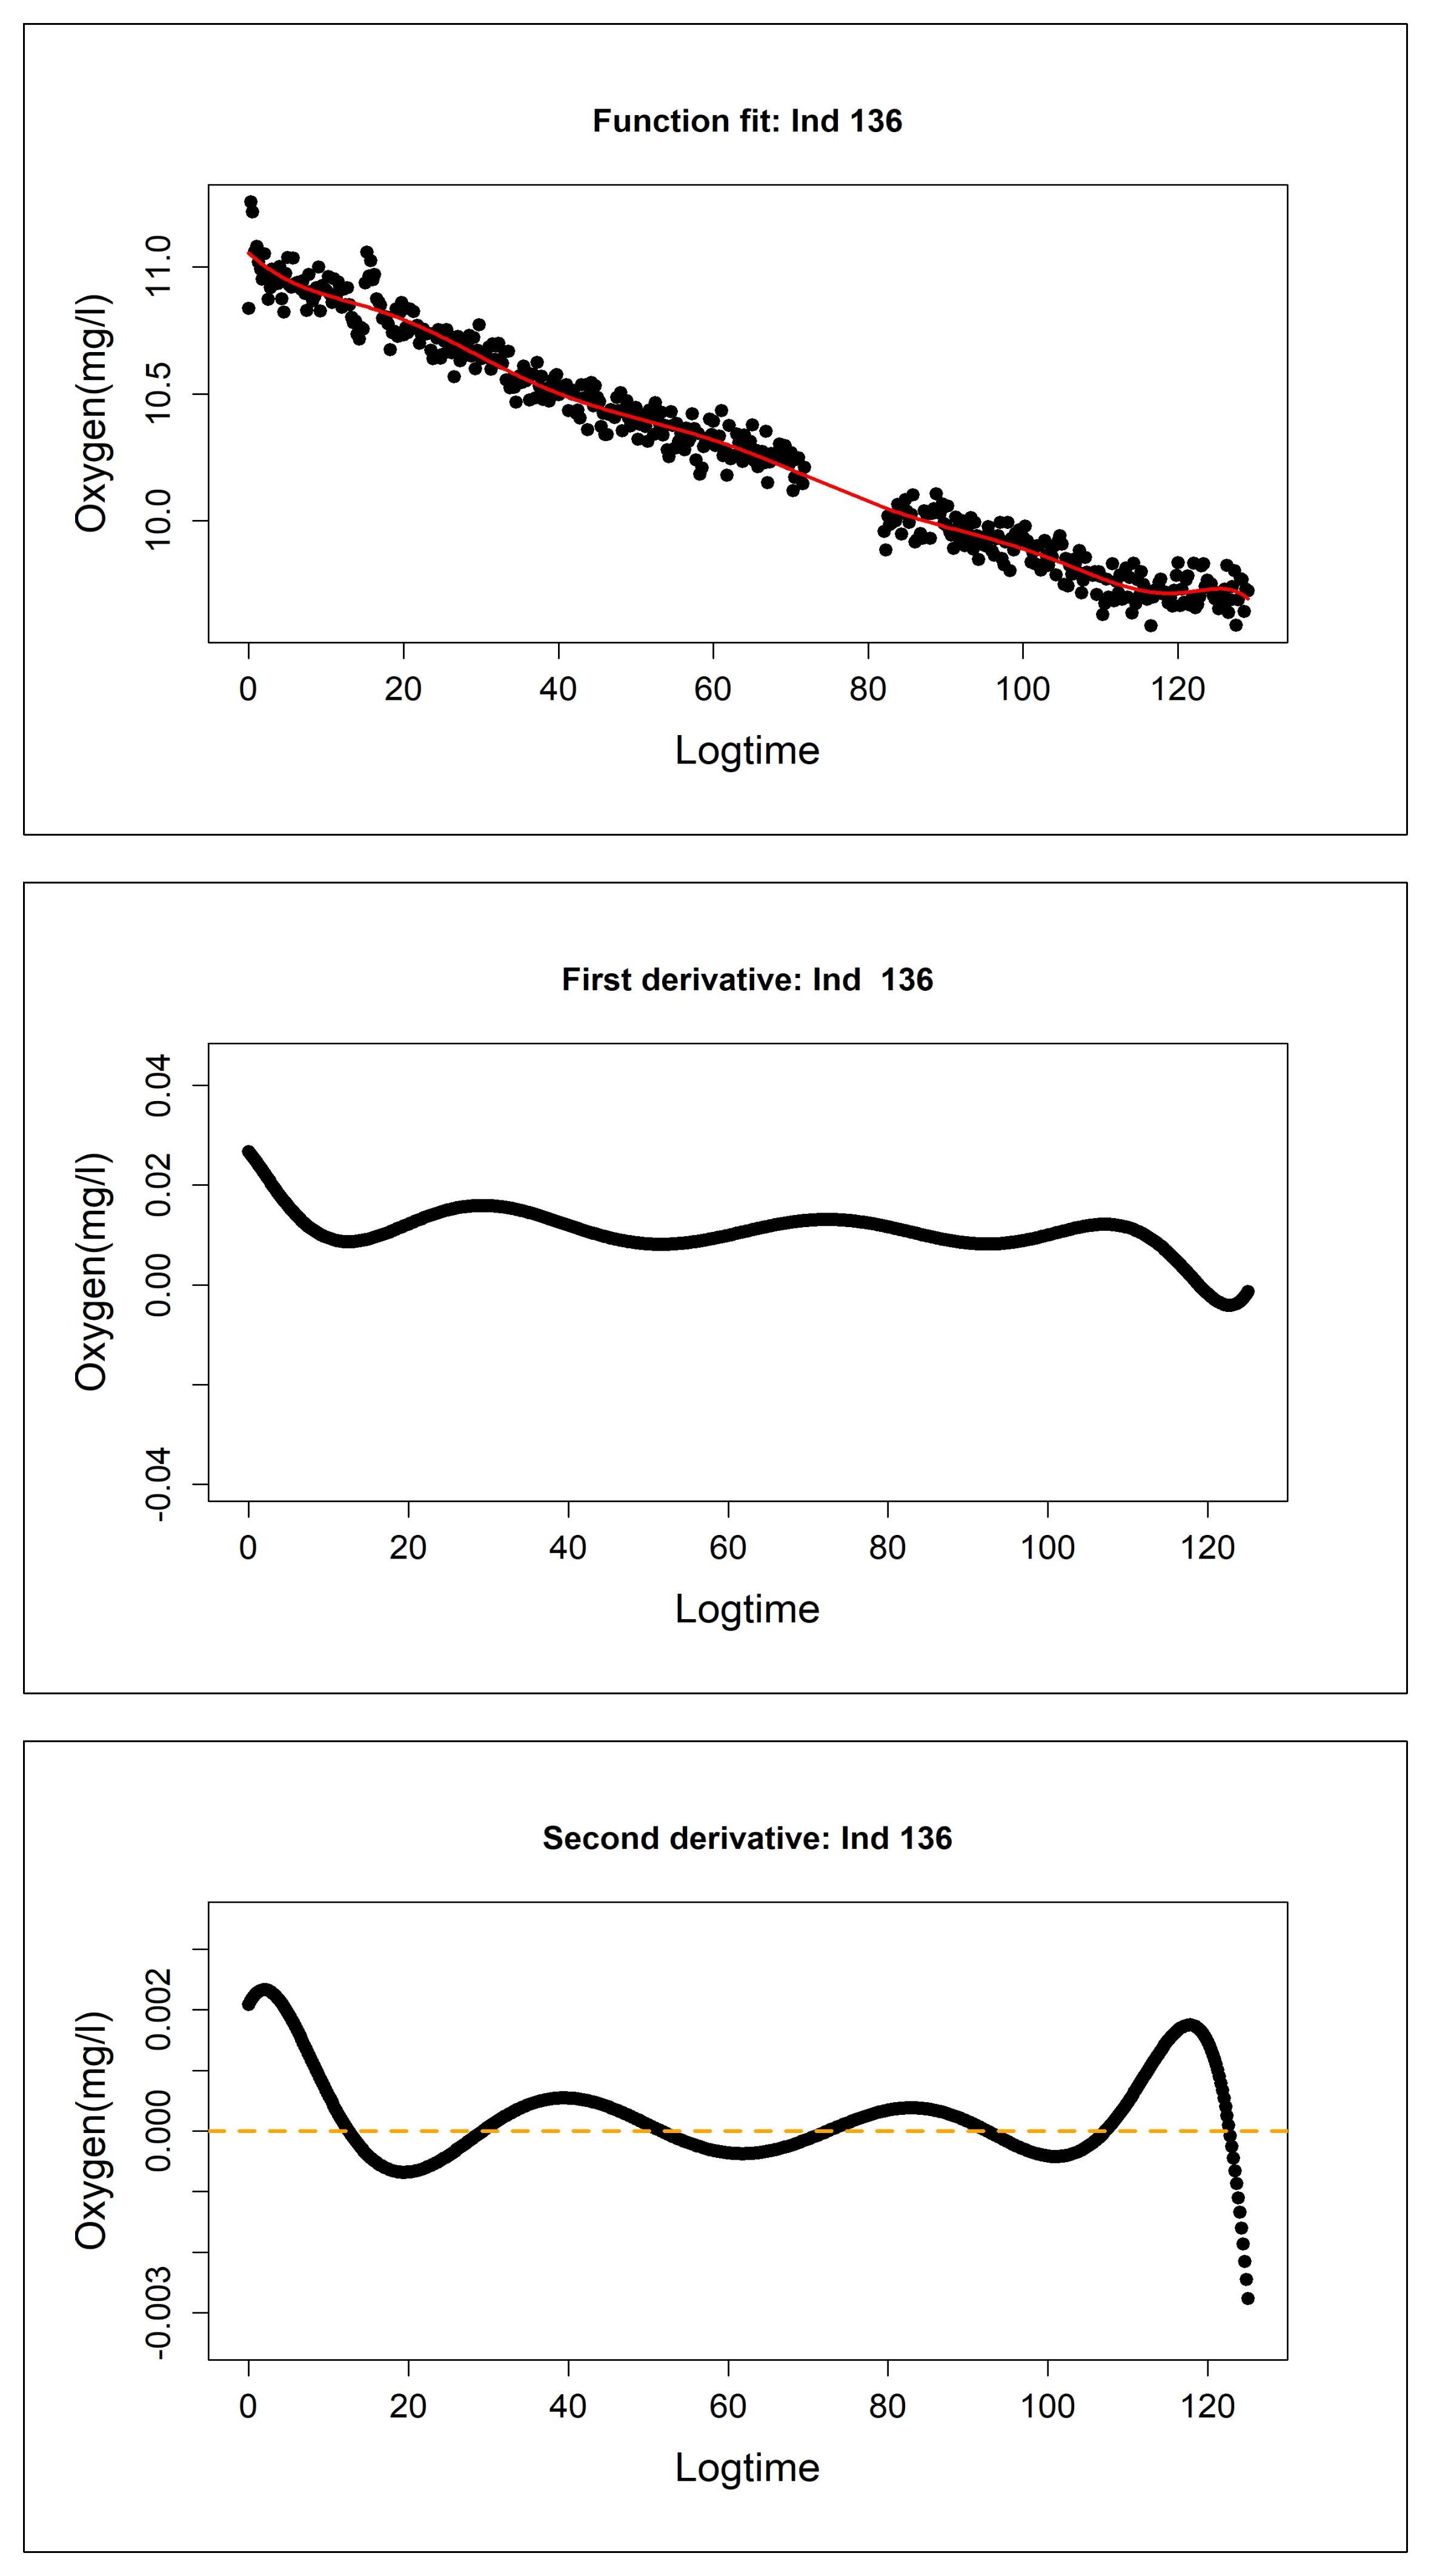 Function fit: Ind 136
Oxygen(mg/l)
11.0
10.5
10.0
0 20 40 60 80 100 120
Logtime
First derivative: Ind  136
Oxygen(mg/l)
0.04
0.02
0.00
-0.04
0 20 40 60 80 100 120
Logtime
Second derivative: Ind 136
Oxygen(mg/l)
0.002
0.000
-0.003
0 20 40 60 80 100 120
Logtime